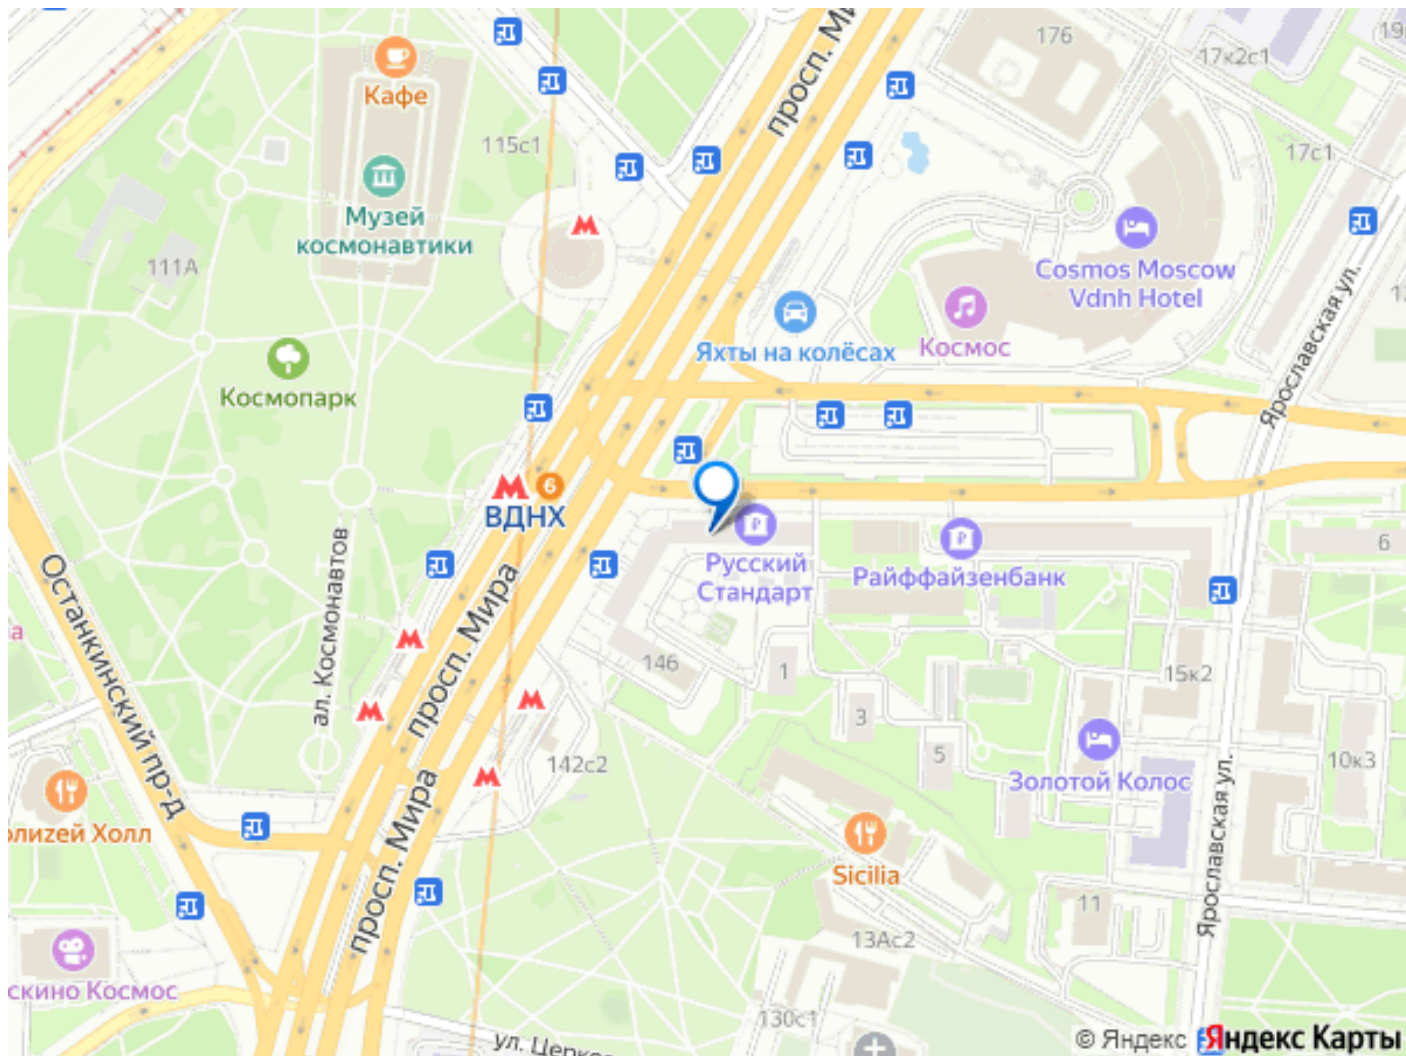 просп. Ми
176
17к2с1
19
Кафе
115с1
17с1
Музей
космонавтики
111А
Cosmos Moscow
Vdnh Hotel
Ярославская ул.
Космос
Яхты на колёсах
Космопарк
6
ВДНХ
Русский
Стандарт
Райффайзенбанк
6
Останкинский пр-д
ал. Космонавтов
просп. Мира
146
1
15к2
3
5
142с2
Золотой Колос
10к3
просп. Мира
олизей Холл
Sicilia
Ярославская ул.
11
13Ас2
скино Космос
130с1
ул. Церко
© Яндекс Яндекс Карты